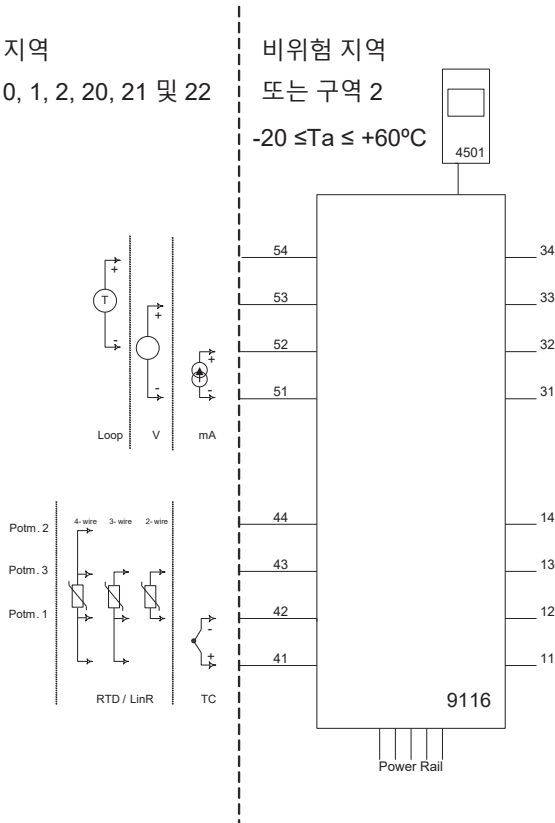 지역
0, 1, 2, 20, 21 및 22
비위험 지역
또는 구역 2
-20 ≤Ta ≤ +60ºC
4501
54
34
+
T
53
33
+
-
52
32
+
-
51
31
-
Loop
V
mA
44
14
Potm. 2
4- wire
3- wire
2- wire
43
13
Potm. 3
42
12
Potm. 1
-
+
41
11
RTD / LinR
TC
9116
Power Rail